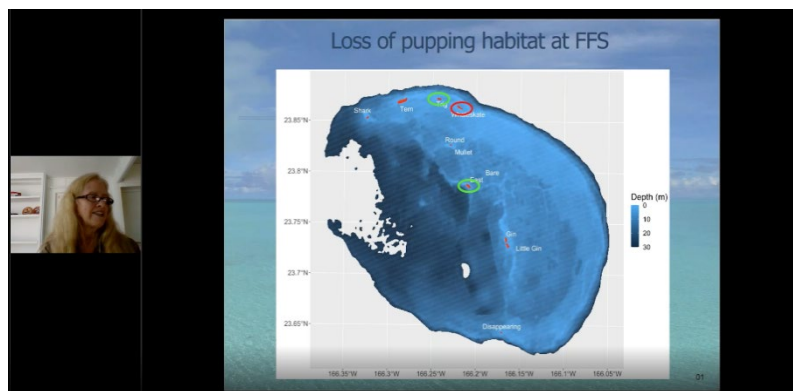 Loss of pupping habitat at FFS
Shark
Tern
Round
Mullet
Bare
East
Gin
Little Gin
Disappearing
Depth (m)
0
10
20
30
23.85°N
23.8°N
23.75°N
23.7°N
23.65°N
166.35°W
166.3°W
166.25°W
166.2°W
166.15°W
166.1°W
166.05°W